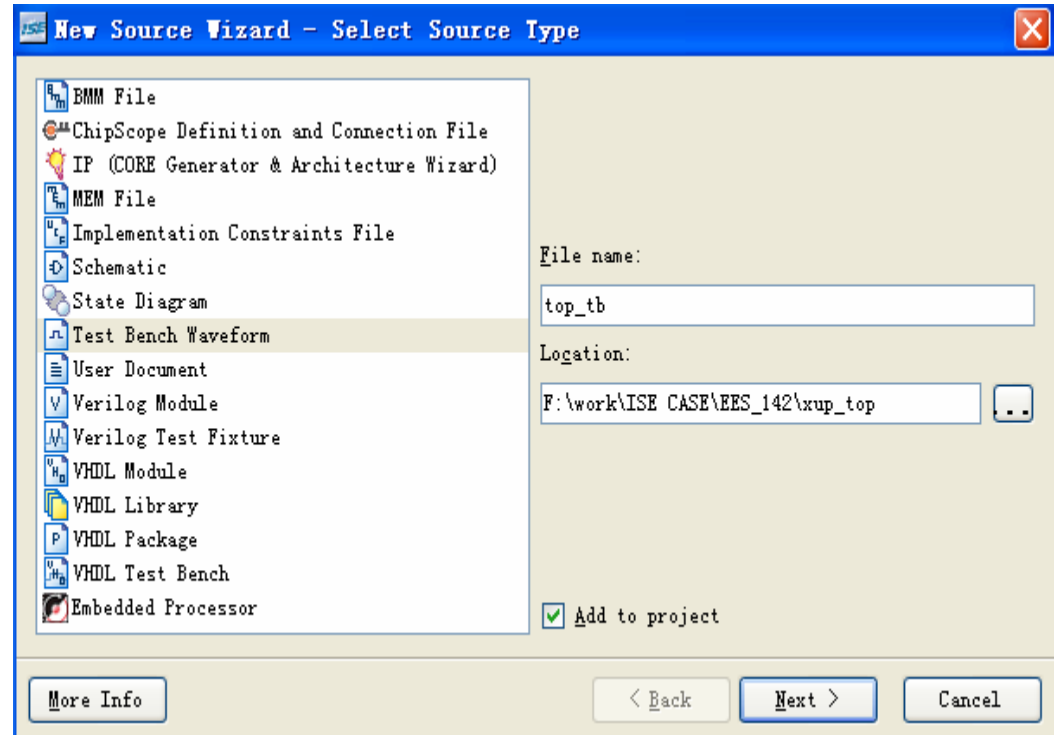 ISE New Source Wizard - Select Source Type
BMM File
ChipScope Definition and Connection File
IP (CORE Generator & Architecture Wizard)
MEM File
Implementation Constraints File
Schematic
State Diagram
Test Bench Waveform
User Document
Verilog Module
Verilog Test Fixture
VHDL Module
VHDL Library
VHDL Package
VHDL Test Bench
Embedded Processor
File name:
top_tb
Location:
F:\work\ISE CASE\EES_142\xup_top
...
Add to project
More Info
< Back
Next >
Cancel